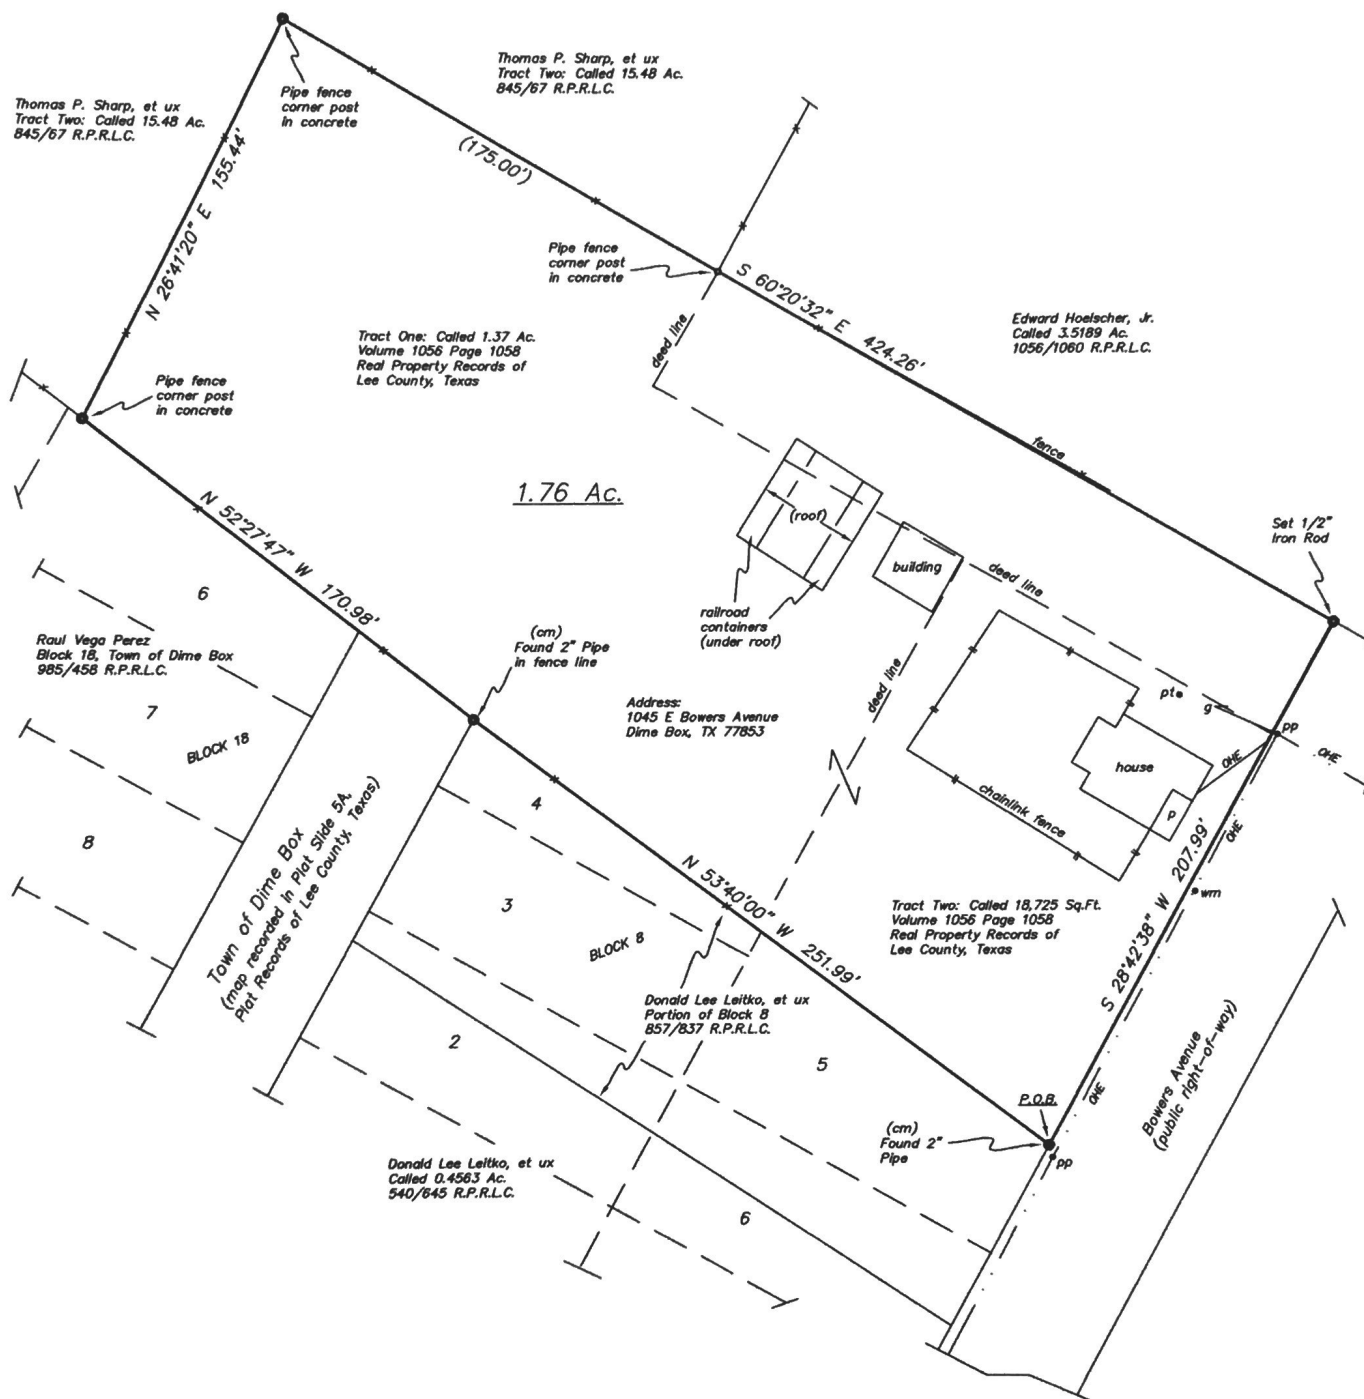 Thomas P. Sharp, et ux
Tract Two: Called 15.48 Ac.
845/67 R.P.R.L.C.
Pipe fence
corner post
in concrete
Thomas P. Sharp, et ux
Tract Two: Called 15.48 Ac.
845/67 R.P.R.L.C.
N 26°41'20" E 155.44'
(175.00')
Pipe fence
corner post
in concrete
S 60°20'32" E 424.26'
deed line
Edward Hoelscher, Jr.
Called 3.5189 Ac.
1056/1060 R.P.R.L.C.
Tract One: Called 1.37 Ac.
Volume 1056 Page 1058
Real Property Records of
Lee County, Texas
Pipe fence
corner post
in concrete
fence
1.76 Ac.
(roof)
Set 1/2"
Iron Rod
N 52°27'47" W 170.98'
building
deed line
railroad
containers
(under roof)
6
Raul Vega Perez
Block 18, Town of Dime Box
985/458 R.P.R.L.C.
(cm)
Found 2" Pipe
in fence line
deed line
Address:
1045 E Bowers Avenue
Dime Box, TX 77853
pt
g
pp
OHE
OHE
7
BLOCK 18
house
chainlink fence
p
4
8
Town of Dime Box
(map recorded in Plat Slide 5A,
Plat Records of Lee County, Texas)
OHE
N 53°40'00" W 251.99'
S 28°42'38" W 207.99'
wm
3
BLOCK 8
Tract Two: Called 18,725 Sq.Ft.
Volume 1056 Page 1058
Real Property Records of
Lee County, Texas
Donald Lee Leitko, et ux
Portion of Block 8
857/837 R.P.R.L.C.
2
5
OHE
Bowers Avenue
(public right-of-way)
P.O.B.
(cm)
Found 2"
Pipe
pp
Donald Lee Leitko, et ux
Called 0.4563 Ac.
540/645 R.P.R.L.C.
6